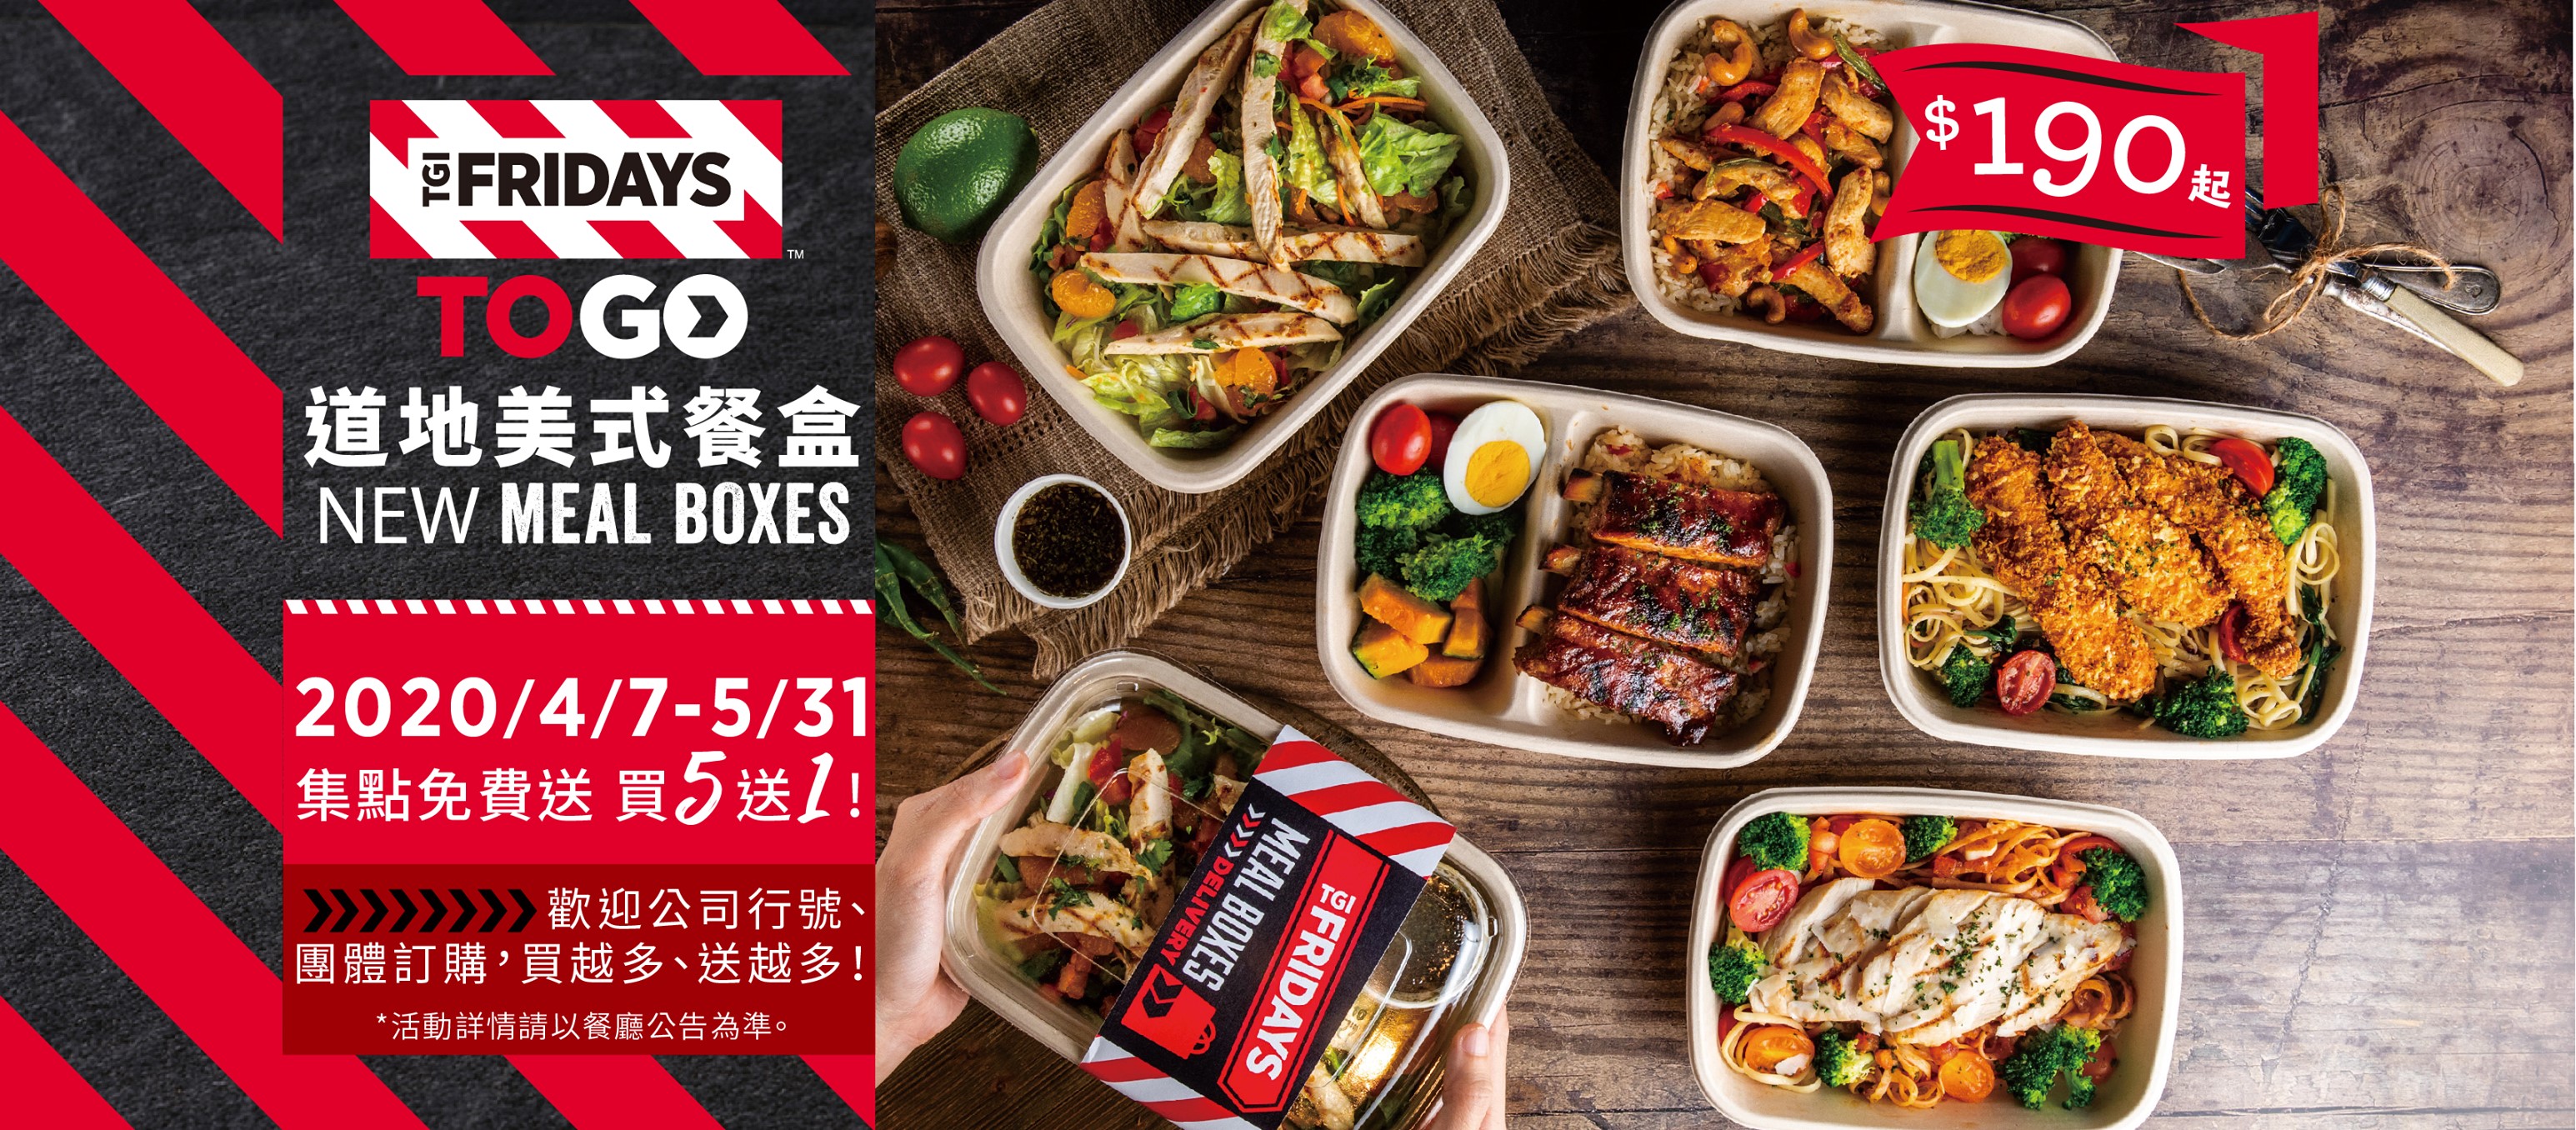 TGI FRIDAYS
™
TO GO
道地美式餐盒
NEW MEAL BOXES
2020/4/7-5/31
集點免費送 買5送1!
歡迎公司行號、
團體訂購,買越多、送越多!
*活動詳情請以餐廳公告為準。
$190起
TGI FRIDAYS
MEAL BOXES
DELIVERY